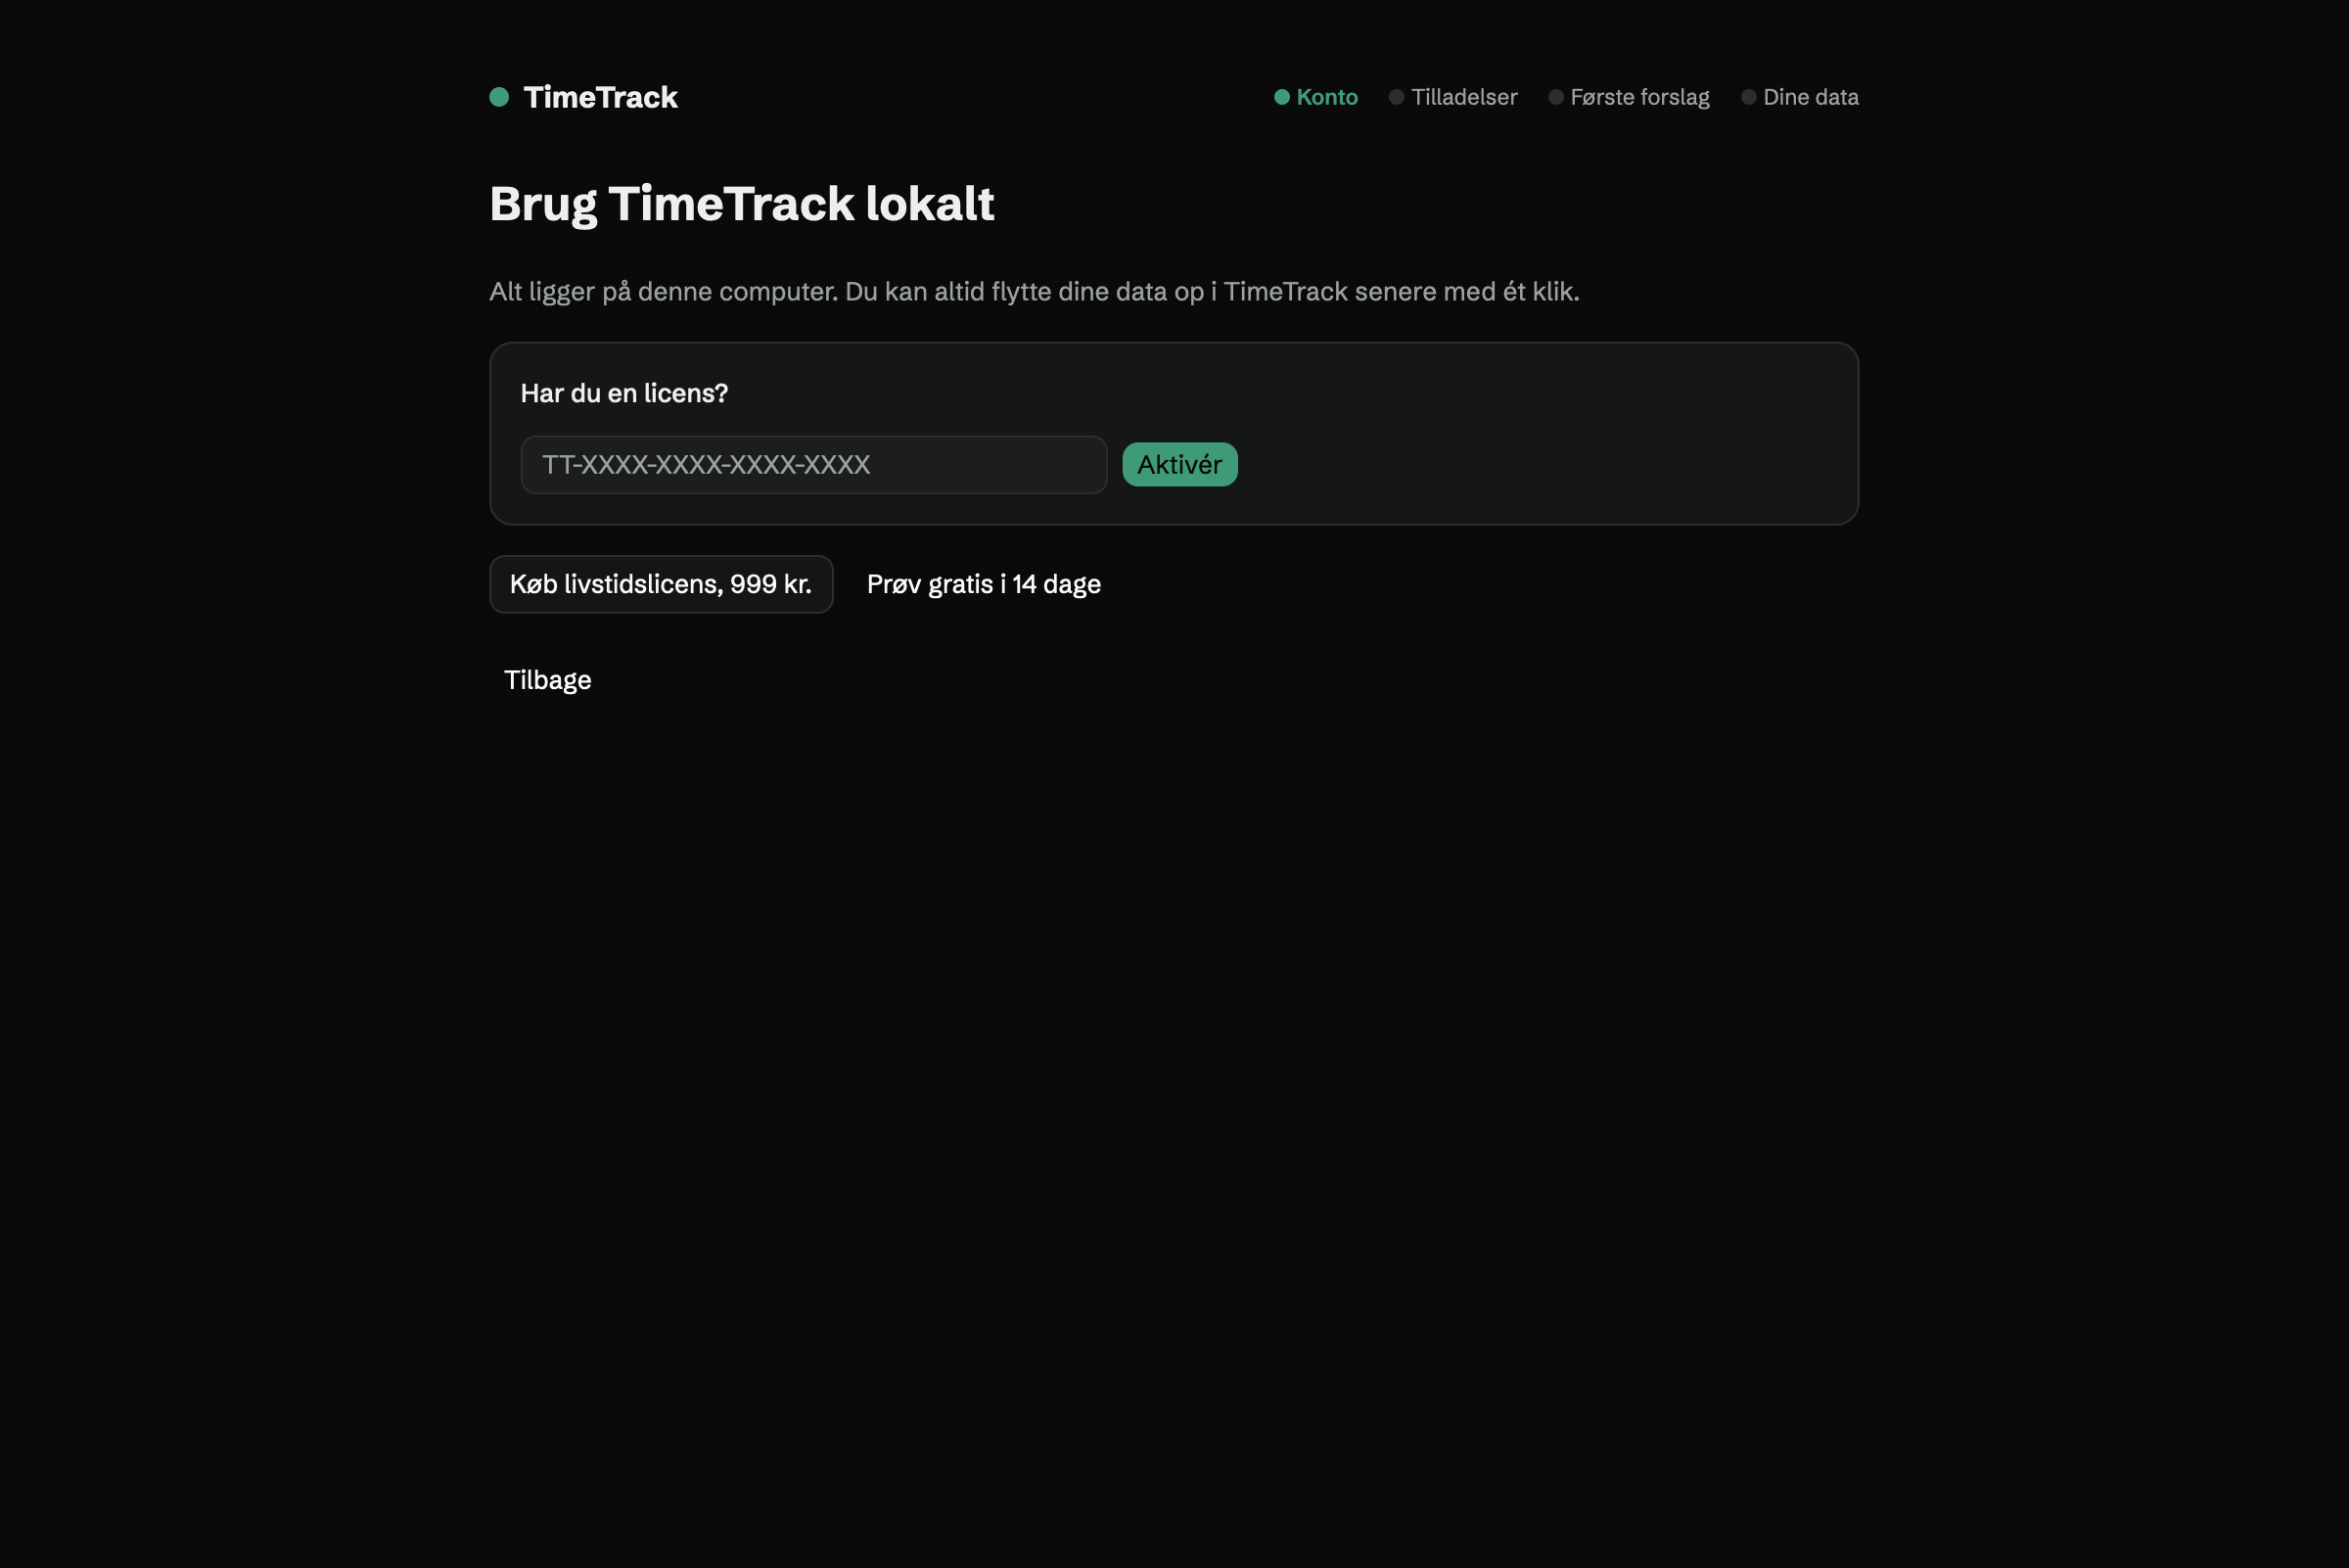 TimeTrack
Konto Tilladelser Første forslag Dine data
Brug TimeTrack lokalt
Alt ligger på denne computer. Du kan altid flytte dine data op i TimeTrack senere med ét klik.
Har du en licens?
TT-XXXX-XXXX-XXXX-XXXX
Aktivér
Køb livstidslicens, 999 kr.
Prøv gratis i 14 dage
Tilbage